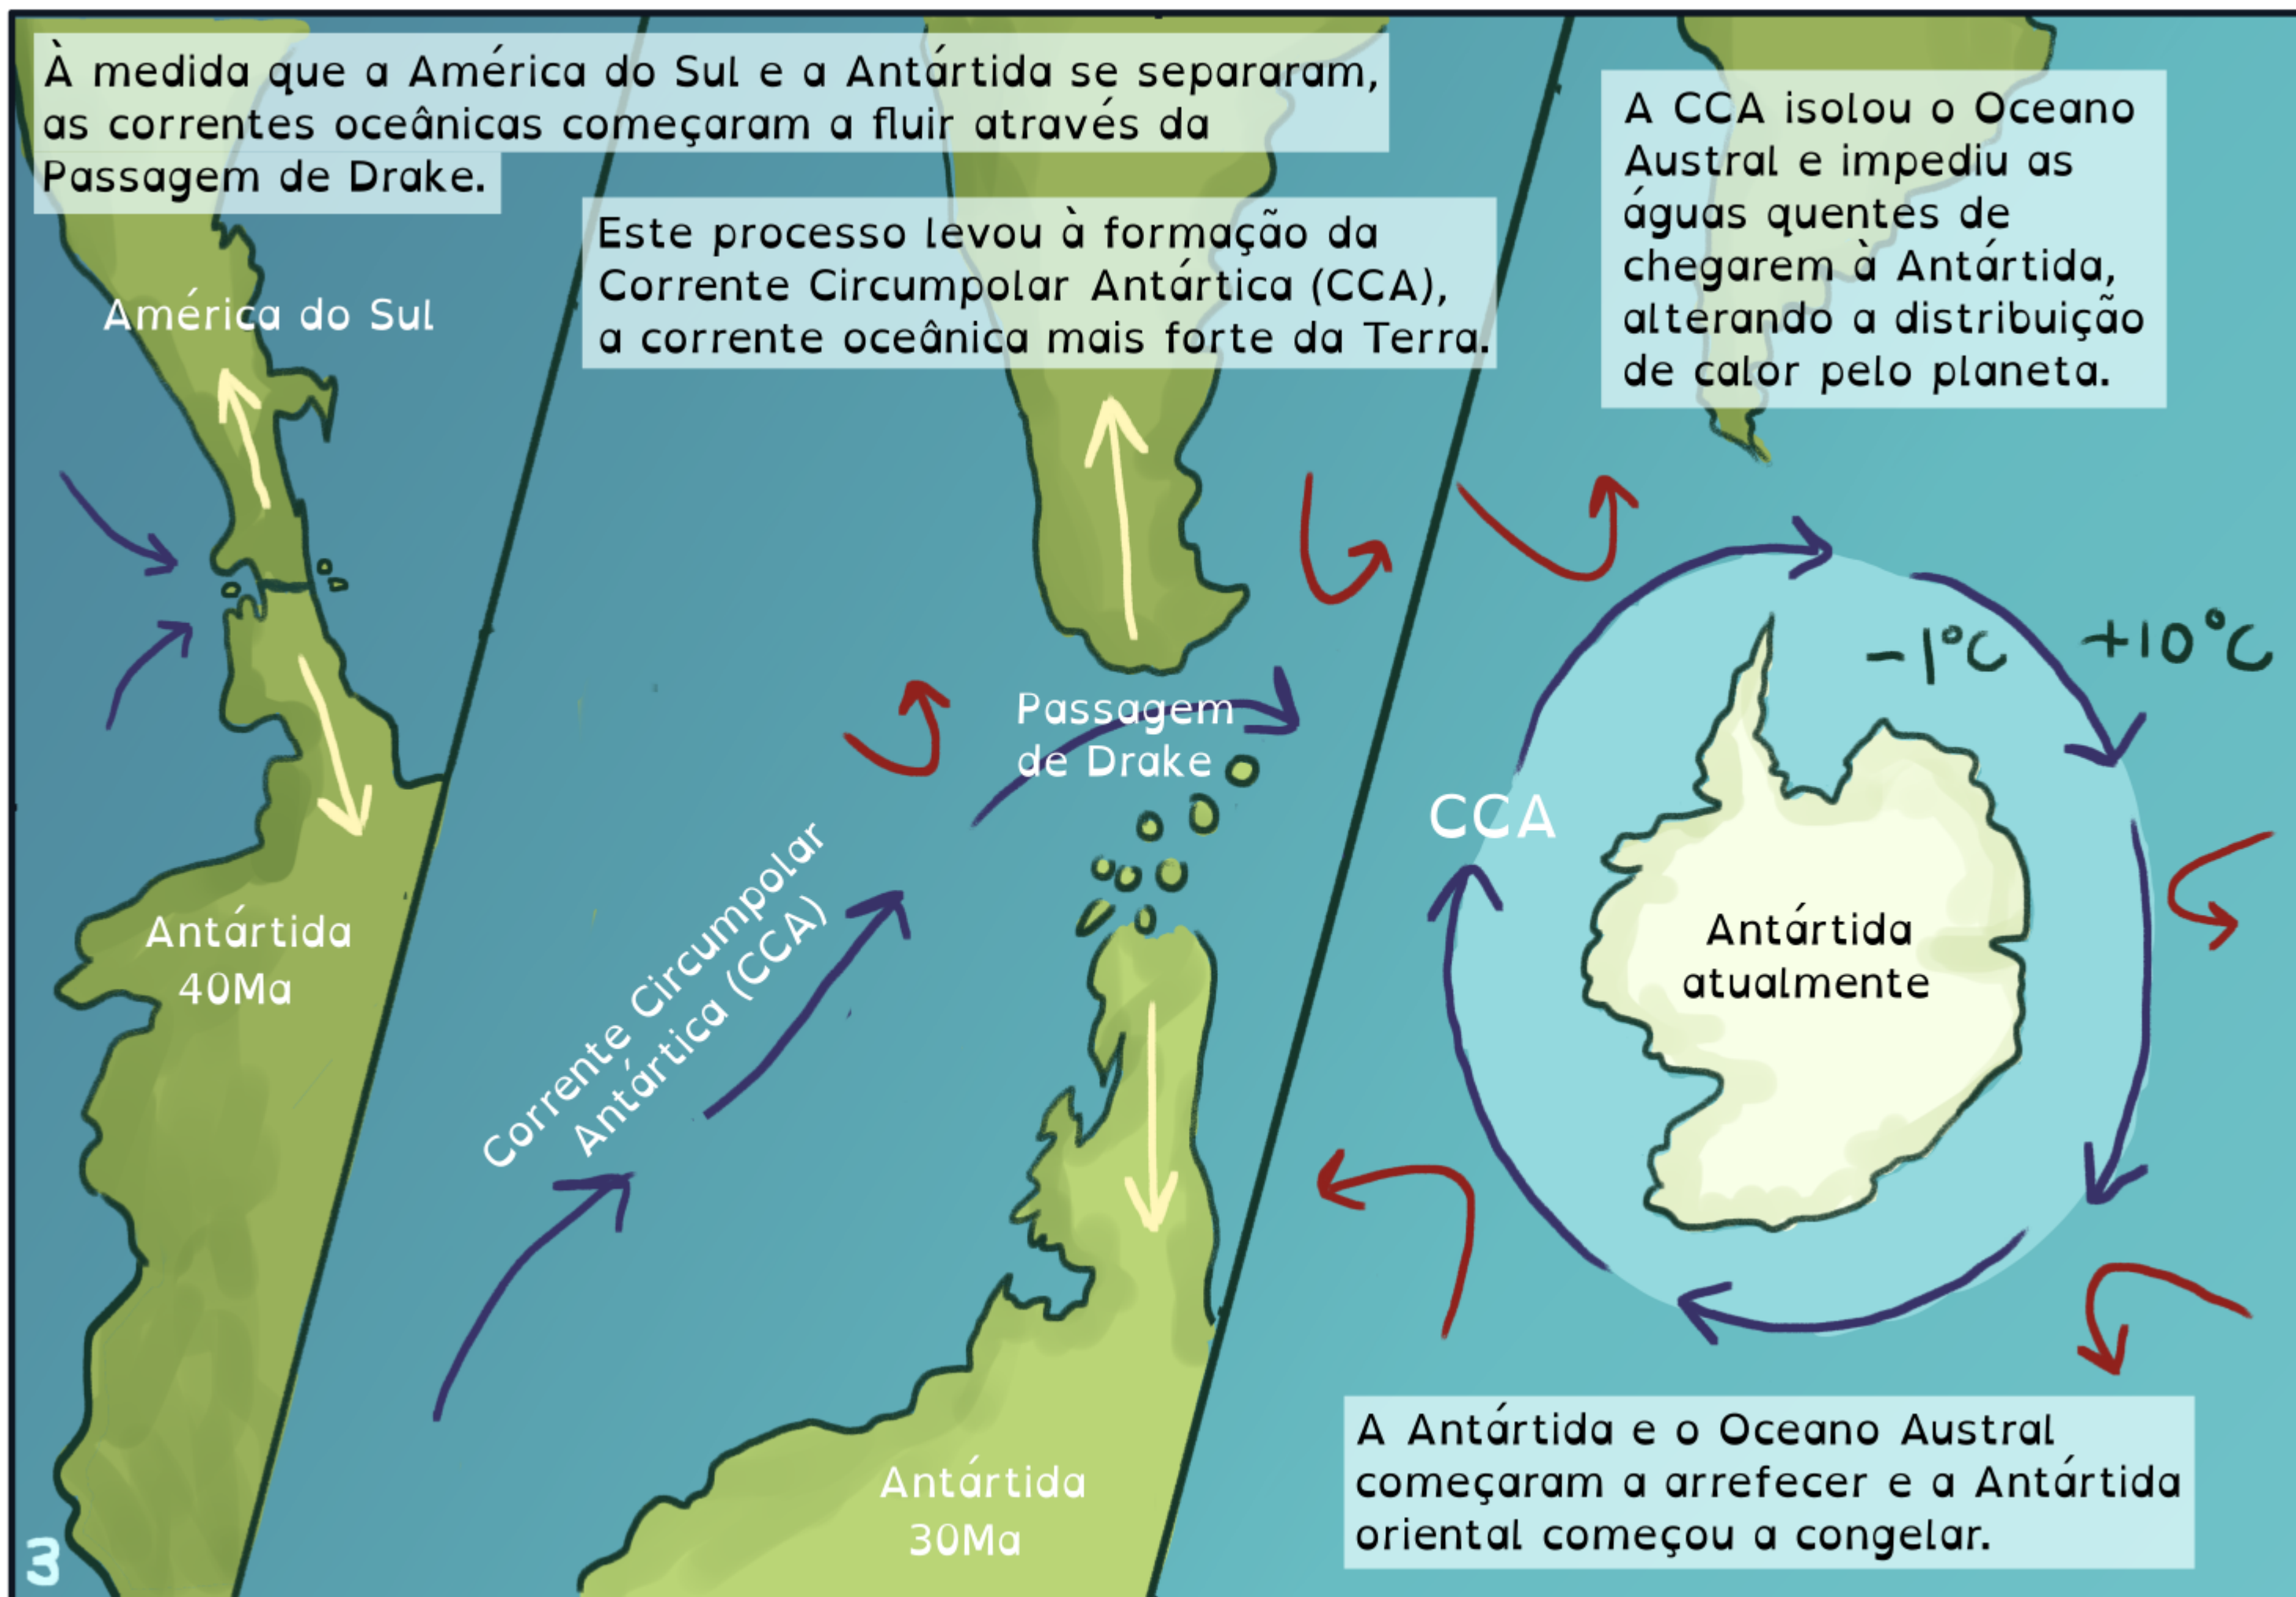 À medida que a América do Sul e a Antártida se separaram,
as correntes oceânicas começaram a fluir através da
Passagem de Drake.
América do Sul
Antártida
40Ma
Este processo levou à formação da
Corrente Circumpolar Antártica (CCA),
a corrente oceânica mais forte da Terra.
Passagem
de Drake
Corrente Circumpolar
Antártica (CCA)
Antártida
30Ma
A CCA isolou o Oceano
Austral e impediu as
águas quentes de
chegarem à Antártida,
alterando a distribuição
de calor pelo planeta.
-1°C
+10°C
CCA
Antártida
atualmente
A Antártida e o Oceano Austral
começaram a arrefecer e a Antártida
oriental começou a congelar.
3